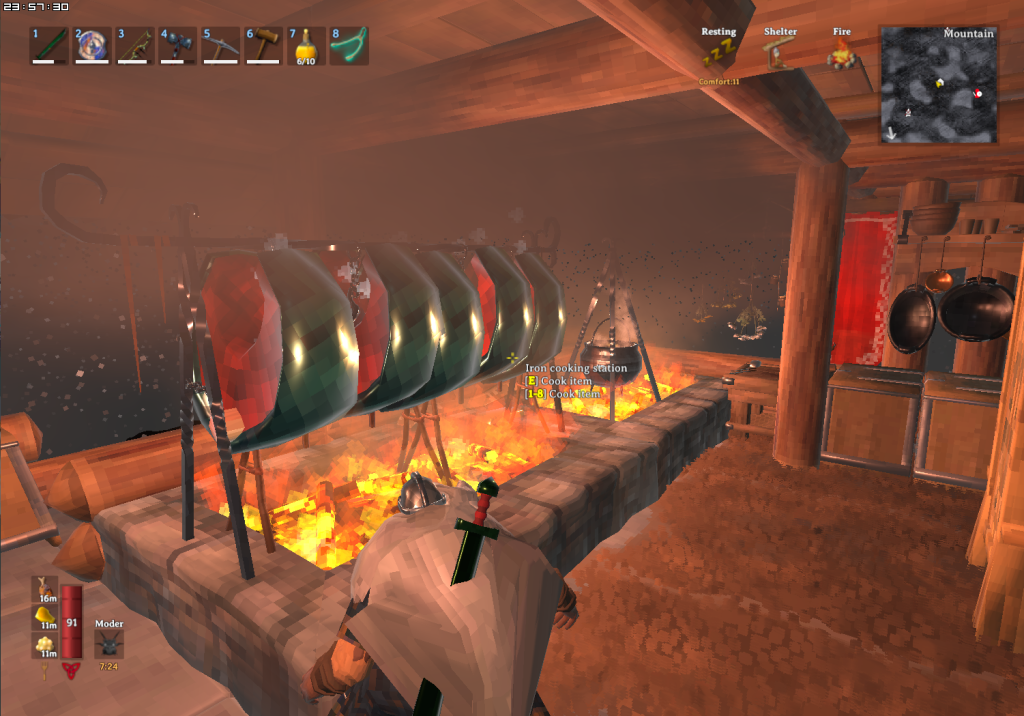 23:57:30
1 2 3 4 5 6 7 8
6/10
Resting Shelter Fire
Comfort:11
Mountain
Iron cooking station
[E] Cook item
[1-8] Cook item
16m
11m
91
11m
Moder
7:24